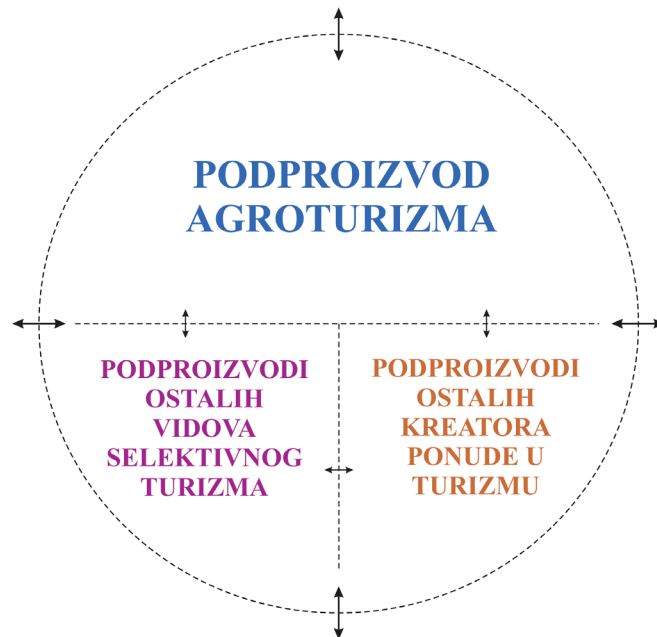 PODPROIZVOD
AGROTURIZMA
PODPROIZVODI
OSTALIH
VIDOVA
SELEKTIVNOG
TURIZMA
PODPROIZVODI
OSTALIH
KREATORA
PONUDE U
TURIZMU